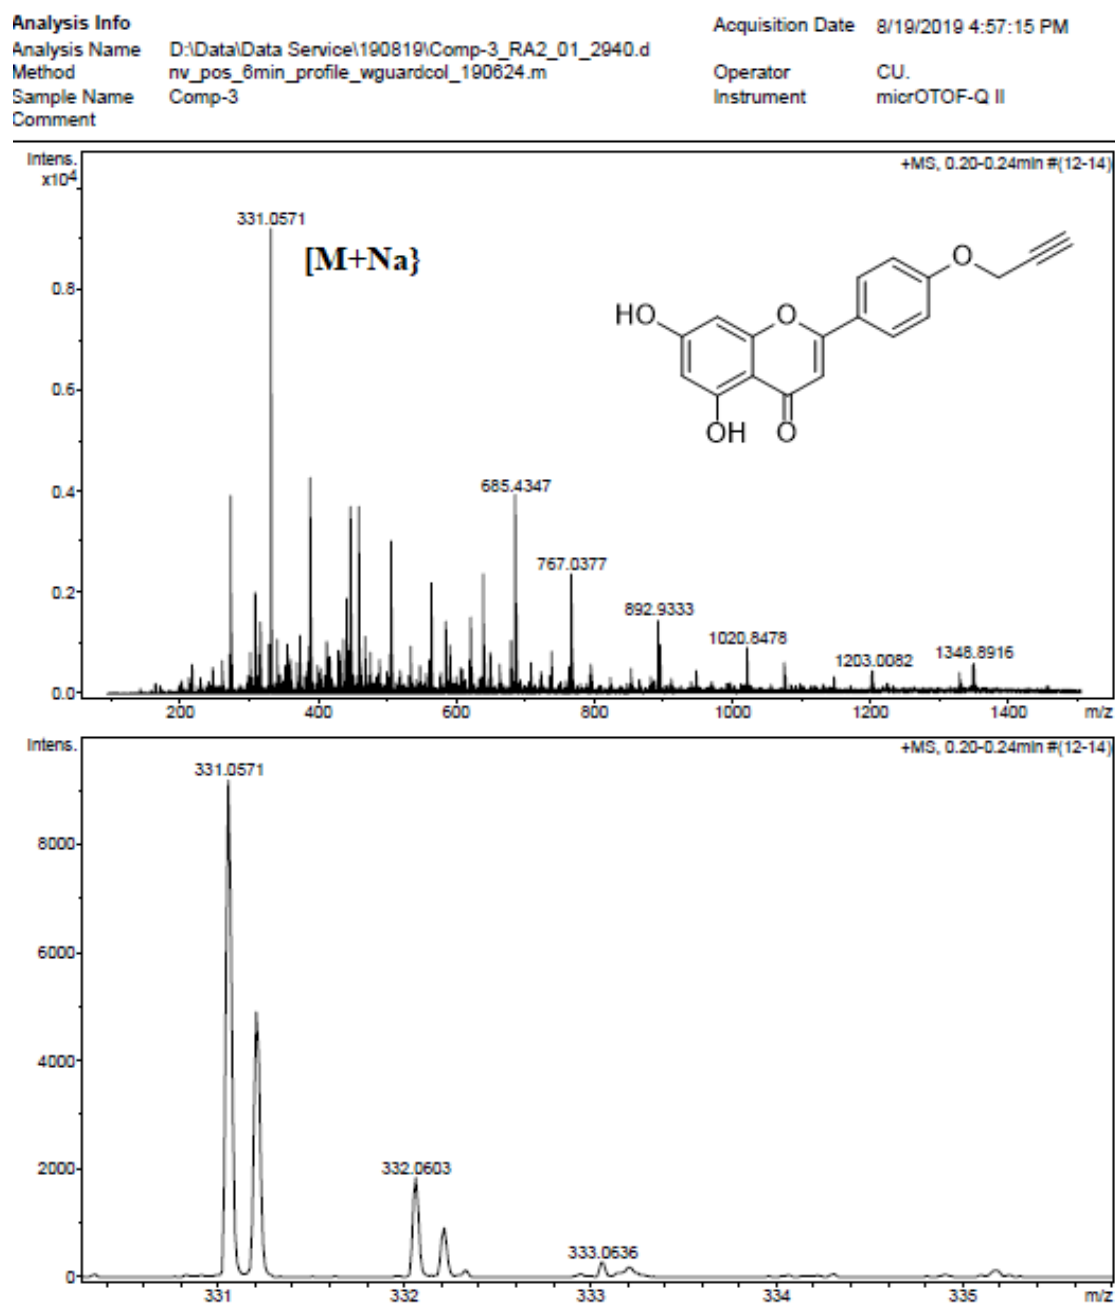 Analysis Info
Acquisition Date 8/19/2019 4:57:15 PM
Analysis Name D:\Data\Data Service\190819\Comp-3_RA2_01_2940.d
Method nv_pos_6min_profile_wguardcol_190624.m
Operator CU.
Sample Name Comp-3
Instrument micrOTOF-Q II
Comment
Intens.
x10⁴
+MS, 0.20-0.24min #(12-14)
331.0571
[M+Na}
0.8
0.6
0.4
0.2
0.0
HO
O
O
OH
O
685.4347
767.0377
892.9333
1020.8478
1203.0082
1348.8916
200 400 600 800 1000 1200 1400 m/z
Intens.
+MS, 0.20-0.24min #(12-14)
331.0571
8000
6000
4000
2000
0
332.0603
333.0636
331 332 333 334 335 m/z